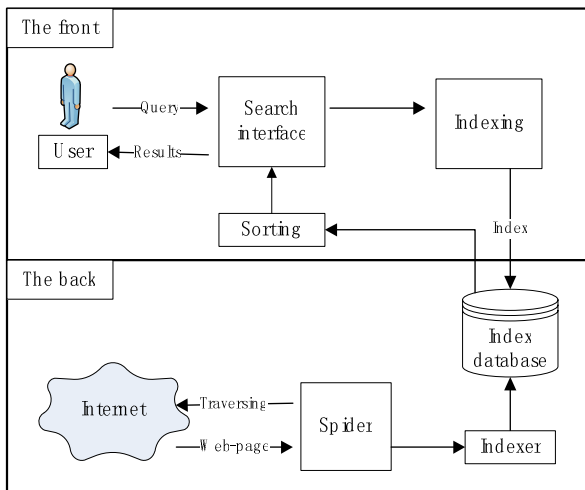 The front
Query
Search
interface
Indexing
User
Results
Sorting
Index
The back
Index
database
Internet
Traversing
Web-page
Spider
Indexer